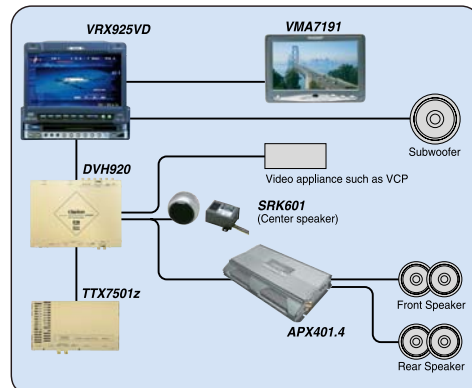 VRX925VD
VMA7191
Subwoofer
DVH920
Video appliance such as VCP
SRK601
(Center speaker)
TTX7501z
APX401.4
Front Speaker
Rear Speaker